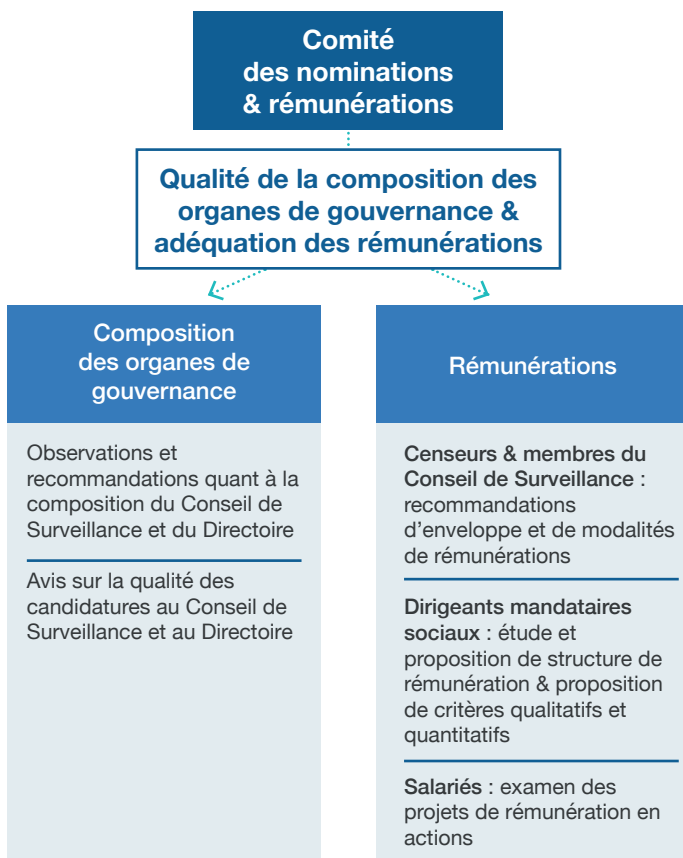 Comité
des nominations
& rémunérations
Qualité de la composition des
organes de gouvernance &
adéquation des rémunérations
Composition
des organes de
gouvernance
Observations et
recommandations quant à la
composition du Conseil de
Surveillance et du Directoire
Avis sur la qualité des
candidatures au Conseil de
Surveillance et au Directoire
Rémunérations
Censeurs & membres du
Conseil de Surveillance :
recommandations
d’enveloppe et de modalités
de rémunérations
Dirigeants mandataires
sociaux : étude et
proposition de structure de
rémunération & proposition
de critères qualitatifs et
quantitatifs
Salariés : examen des
projets de rémunération en
actions